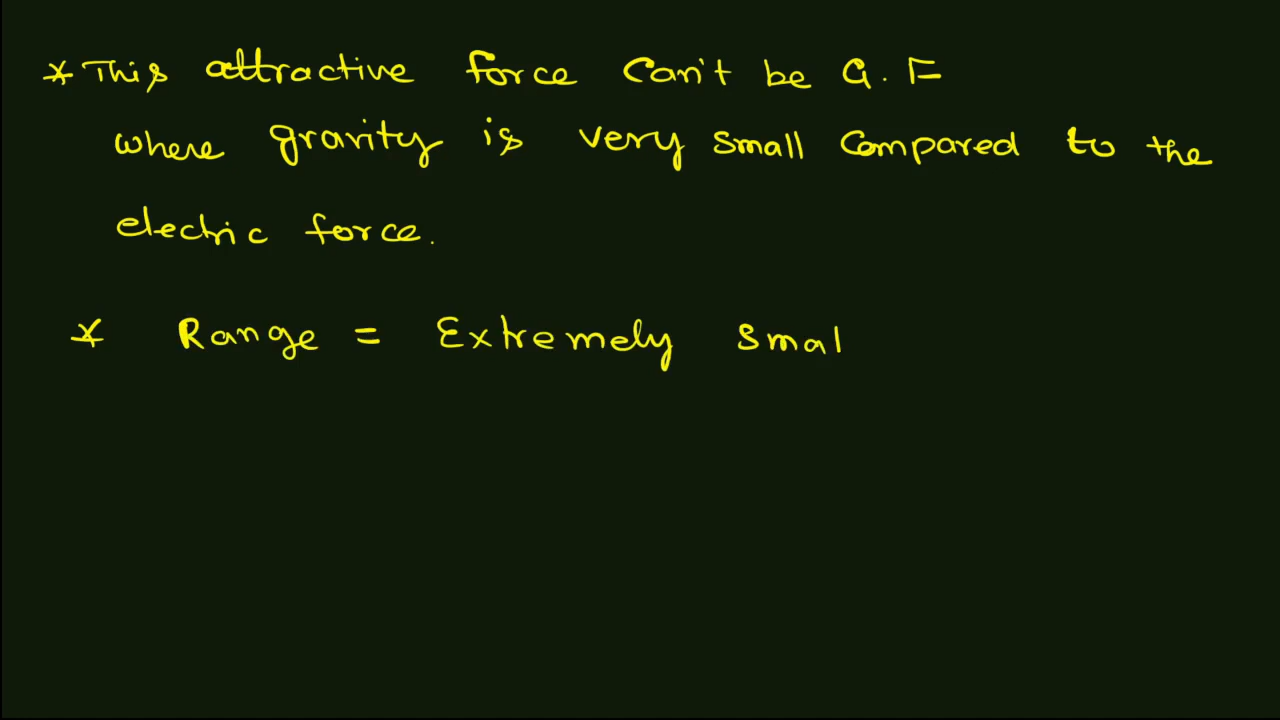 * This attractive force can't be G.F
where gravity is very small compared to the
electric force.
* Range = Extremely smal